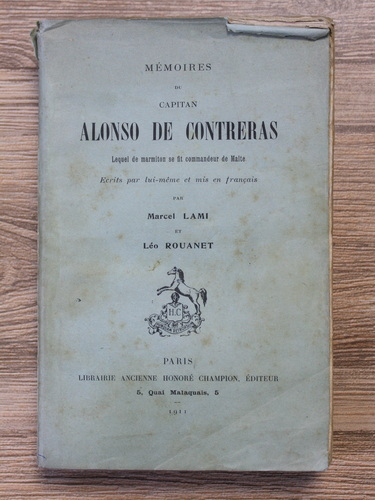 MÉMOIRES
DU
CAPITAN
ALONSO DE CONTRERAS
Lequel de marmiton se fit commandeur de Malte
Ecrits par lui-même et mis en français
PAR
Marcel LAMI
ET
Léo ROUANET
H.C
PARIS
LIBRAIRIE ANCIENNE HONORÉ CHAMPION, ÉDITEUR
5, Quai Malaquais, 5
1911